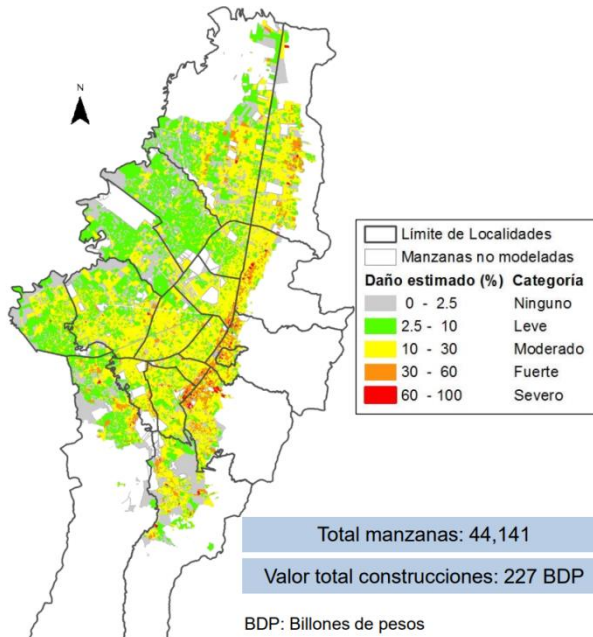 N
Límite de Localidades
Manzanas no modeladas
Daño estimado (%) Categoría
0 - 2.5 Ninguno
2.5 - 10 Leve
10 - 30 Moderado
30 - 60 Fuerte
60 - 100 Severo
Total manzanas: 44,141
Valor total construcciones: 227 BDP
BDP: Billones de pesos